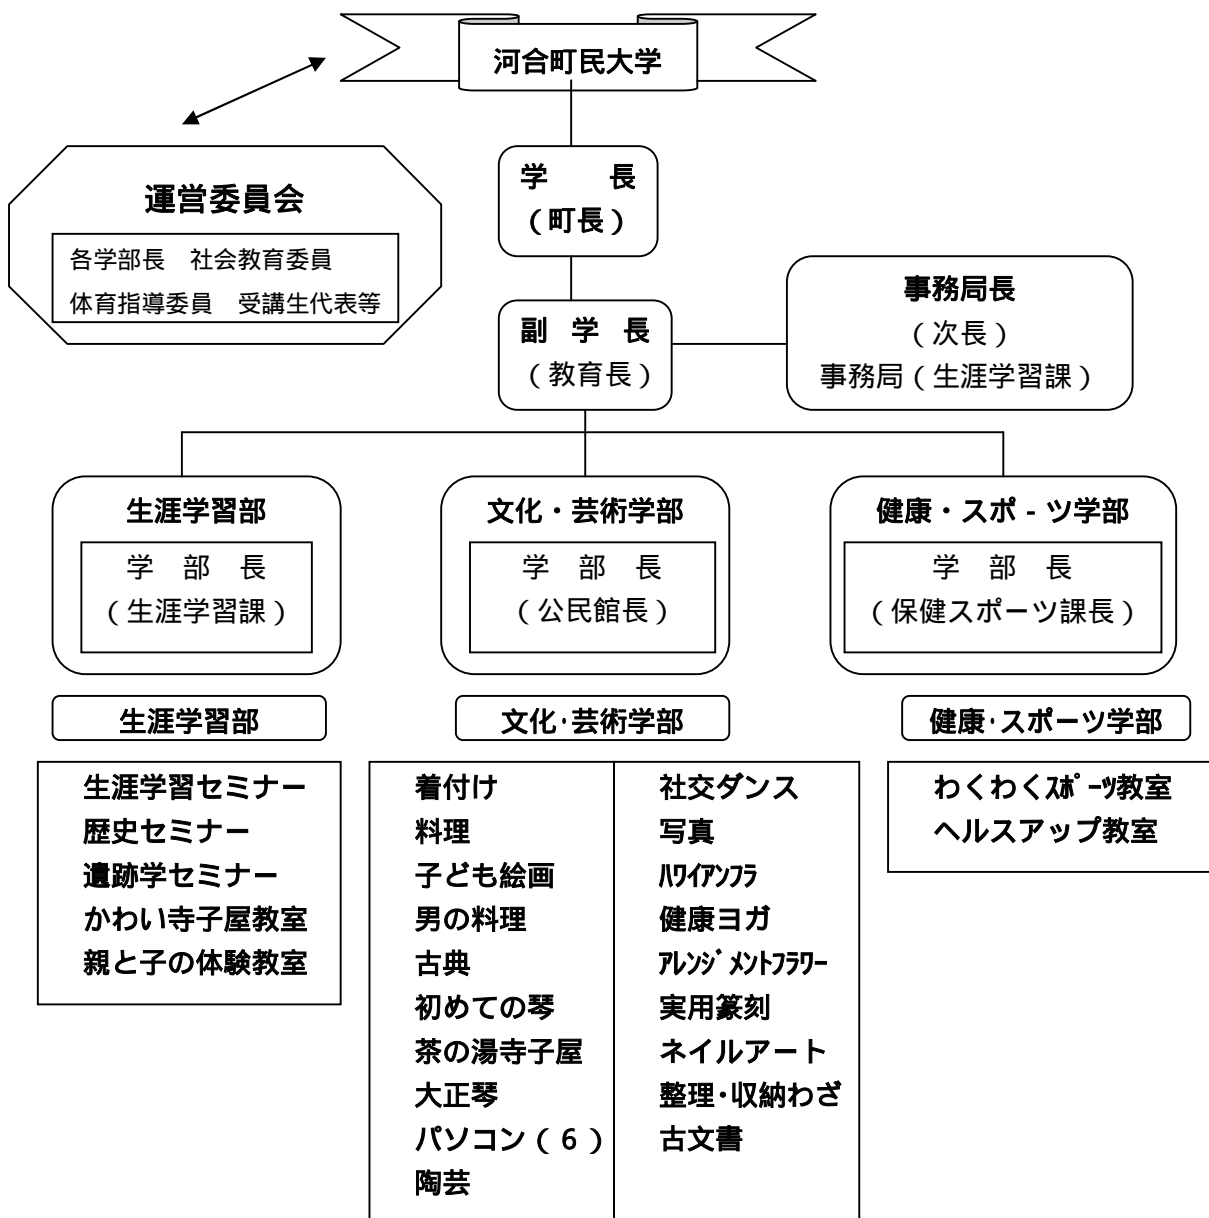 河合町民大学
学　　長
（町長）
運営委員会
各学部長　社会教育委員
体育指導委員　受講生代表等
副　学　長
（教育長）
事務局長
（次長）
事務局（生涯学習課）
生涯学習部
学　部　長
（生涯学習課）
文化・芸術学部
学　部　長
（公民館長）
健康・スポ‐ツ学部
学　部　長
（保健スポーツ課長）
生涯学習部
生涯学習セミナー
歴史セミナー
遺跡学セミナー
かわい寺子屋教室
親と子の体験教室
文化･芸術学部
着付け
料理
子ども絵画
男の料理
古典
初めての琴
茶の湯寺子屋
大正琴
パソコン（６）
陶芸
社交ダンス
写真
ﾊﾜｲｱﾝﾌﾗ
健康ヨガ
ｱﾚﾝｼﾞﾒﾝﾄﾌﾗﾜｰ
実用篆刻
ネイルアート
整理･収納わざ
古文書
健康･スポーツ学部
わくわくｽﾎﾟｰﾂ教室
ヘルスアップ教室